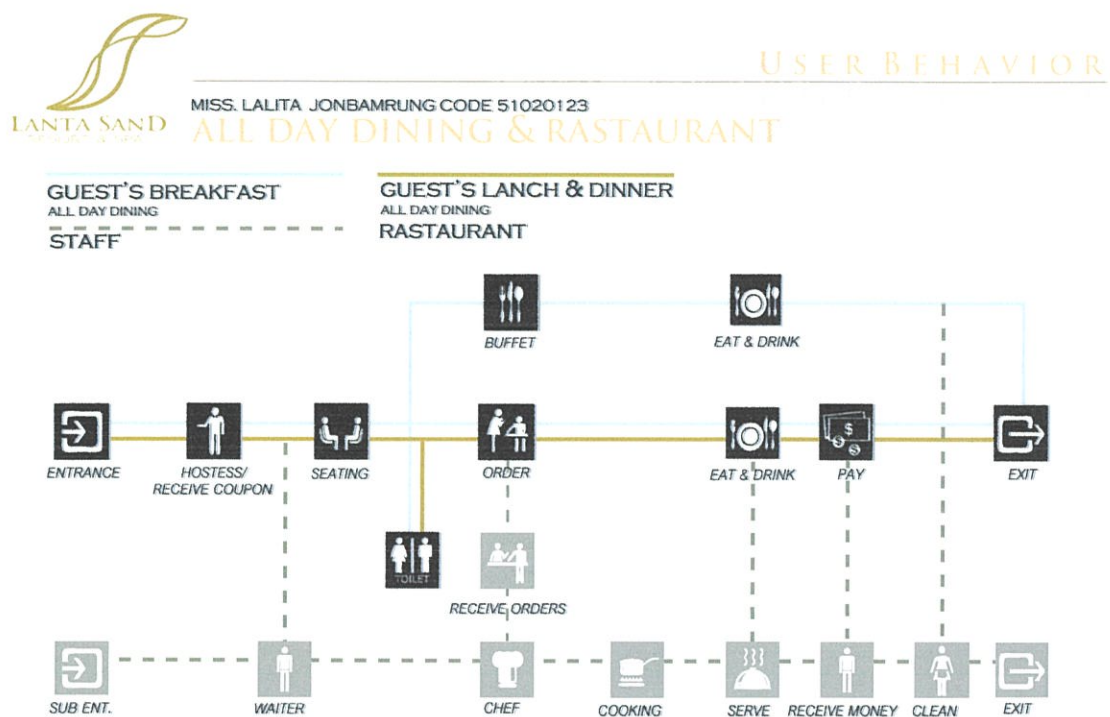 USER BEHAVIOR
LANTA SAND
MISS. LALITA JONBAMRUNG CODE 51020123
ALL DAY DINING & RASTAURANT
GUEST'S BREAKFAST
ALL DAY DINING
STAFF
GUEST'S LANCH & DINNER
ALL DAY DINING
RASTAURANT
BUFFET
EAT & DRINK
ENTRANCE
HOSTESS/
RECEIVE COUPON
SEATING
ORDER
EAT & DRINK
PAY
EXIT
TOILET
RECEIVE ORDERS
SUB ENT.
WAITER
CHEF
COOKING
SERVE
RECEIVE MONEY
CLEAN
EXIT